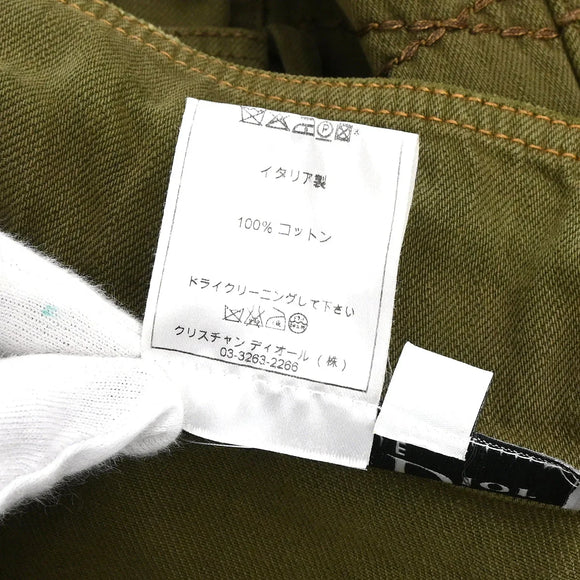 イタリア製
100% コットン
ドライクリーニングして下さい
クリスチャン ディオール (株)
03-3263-2266